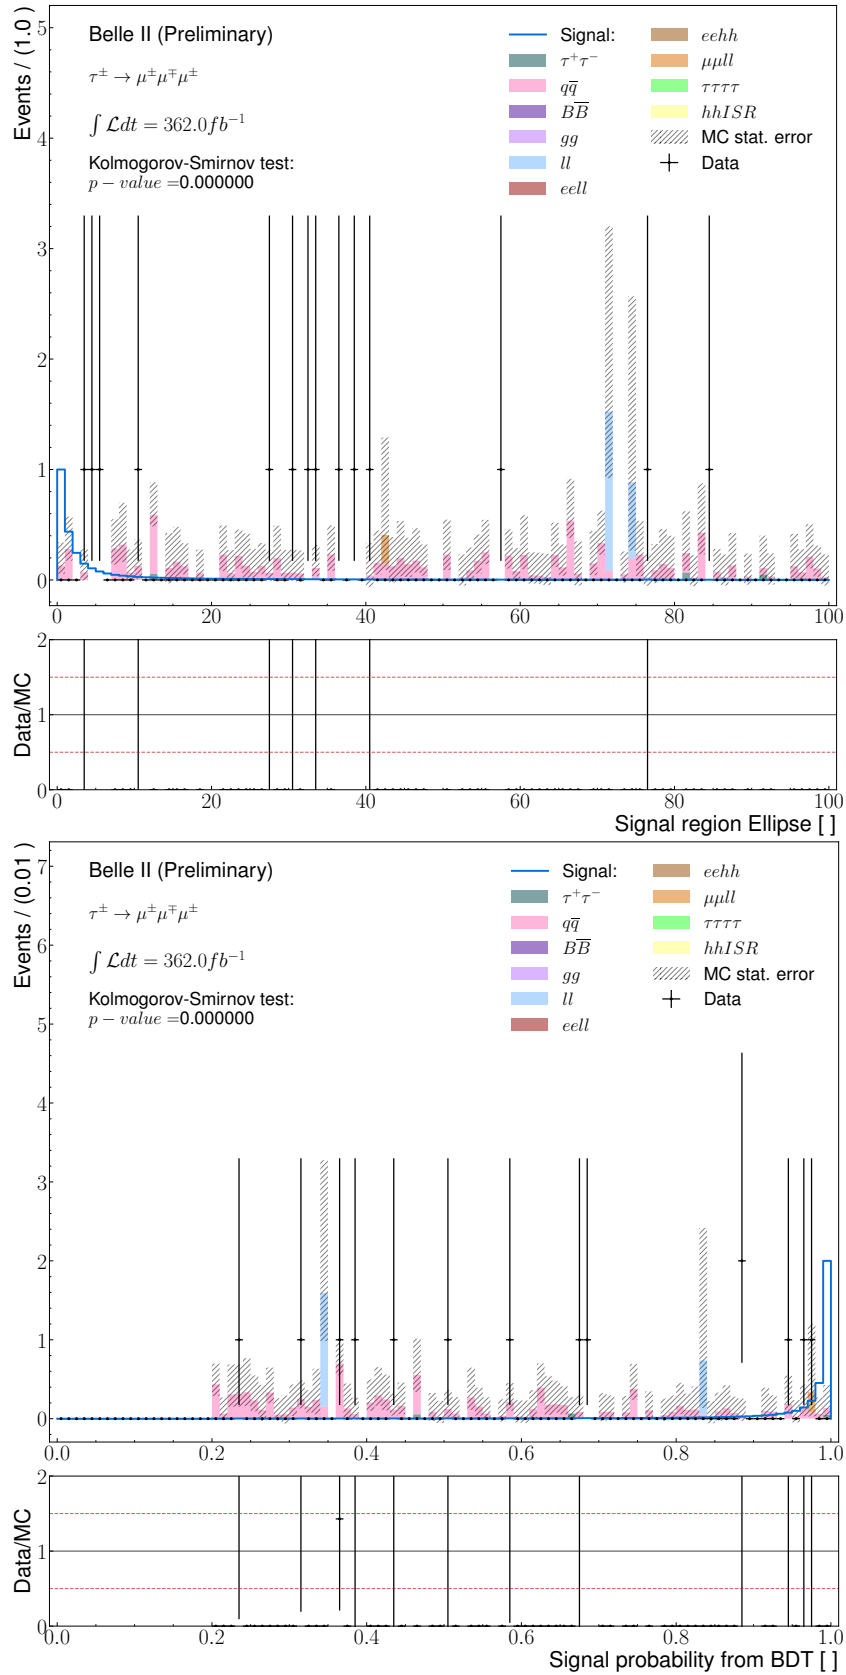 Events / (1.0 )
Belle II (Preliminary)
τ± → μ±μ∓μ±
∫ 𝓛dt = 362.0fb⁻¹
Kolmogorov-Smirnov test:
p − value =0.000000
Signal:
τ⁺τ⁻
qq̅
BB̅
gg
ll
eell
eehh
μμll
ττττ
hhISR
MC stat. error
Data
5
4
3
2
1
0
0 20 40 60 80 100
Data/MC
2
1
0
0 20 40 60 80 100
Signal region Ellipse [ ]
Events / (0.01 )
Belle II (Preliminary)
τ± → μ±μ∓μ±
∫ 𝓛dt = 362.0fb⁻¹
Kolmogorov-Smirnov test:
p − value =0.000000
Signal:
τ⁺τ⁻
qq̅
BB̅
gg
ll
eell
eehh
μμll
ττττ
hhISR
MC stat. error
Data
7
6
5
4
3
2
1
0
0.0 0.2 0.4 0.6 0.8 1.0
Data/MC
2
1
0
0.0 0.2 0.4 0.6 0.8 1.0
Signal probability from BDT [ ]